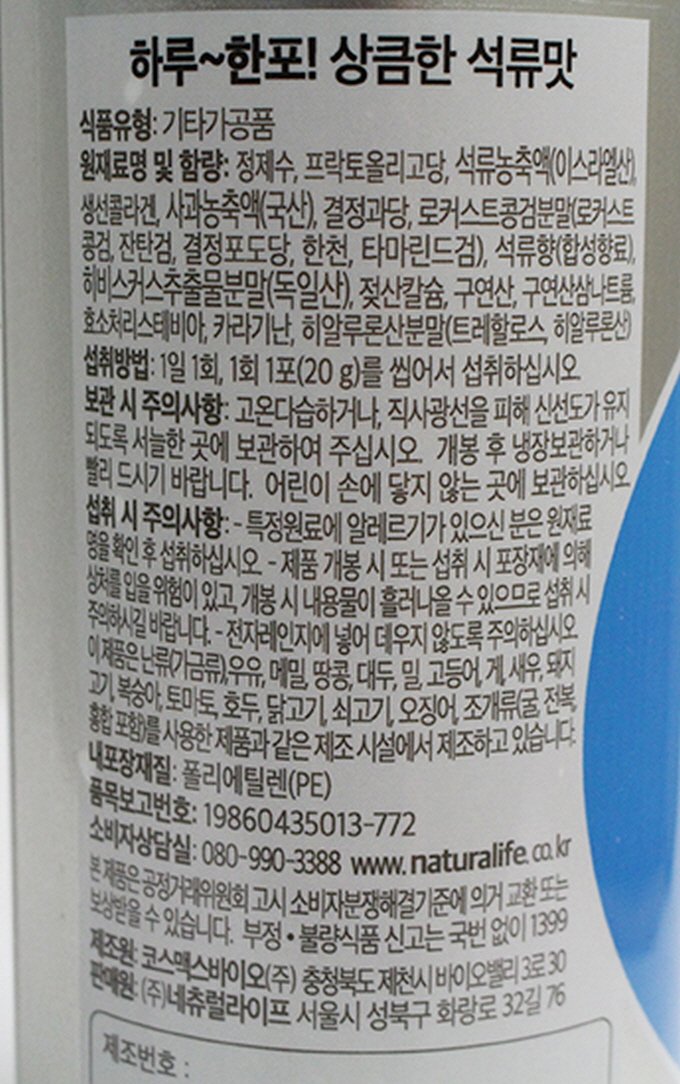 하루~한포! 상큼한 석류맛
식품유형: 기타가공품
원재료명 및 함량: 정제수, 프락토올리고당, 석류농축액(이스라엘산),
생선콜라겐, 사과농축액(국산), 결정과당, 로커스트콩검분말(로커스트
콩검, 잔탄검, 결정포도당, 한천, 타마린드검), 석류향(합성향료),
히비스커스추출물분말(독일산), 젖산칼슘, 구연산, 구연산삼나트륨,
효소처리스테비아, 카라기난, 히알루론산분말(트레할로스, 히알루론산)
섭취방법: 1일 1회, 1회 1포(20 g)를 씹어서 섭취하십시오
보관 시 주의사항: 고온다습하거나, 직사광선을 피해 신선도가 유지
되도록 서늘한 곳에 보관하여 주십시오 개봉 후 냉장보관하거나
빨리 드시기 바랍니다. 어린이 손에 닿지 않는 곳에 보관하십시오.
섭취 시 주의사항: - 특정원료에 알레르기가 있으신 분은 원재료
명을 확인 후 섭취하십시오 - 제품 개봉 시 또는 섭취 시 포장재에 의해
상처를 입을 위험이 있고, 개봉 시 내용물이 흘러나올 수 있으므로 섭취 시
주의하시길 바랍니다. - 전자레인지에 넣어 데우지 않도록 주의하십시오.
이 제품은 난류(가금류),우유, 메밀, 땅콩, 대두, 밀, 고등어, 게, 새우, 돼지
고기, 복숭아, 토마토, 호두, 닭고기, 쇠고기, 오징어, 조개류(굴, 전복,
홍합 포함)를 사용한 제품과 같은 제조 시설에서 제조하고 있습니다.
내포장재질: 폴리에틸렌(PE)
품목보고번호: 19860435013-772
소비자상담실: 080-990-3388 www.naturalife.co.kr
본 제품은 공정거래위원회 고시 소비자분쟁해결기준에 의거 교환 또는
보상받을 수 있습니다. 부정•불량식품 신고는 국번 없이 1399
제조원: 코스맥스바이오(주) 충청북도 제천시 바이오밸리 3로 30
판매원: (주)네츄럴라이프 서울시 성북구 화랑로 32길 76
제조번호 :